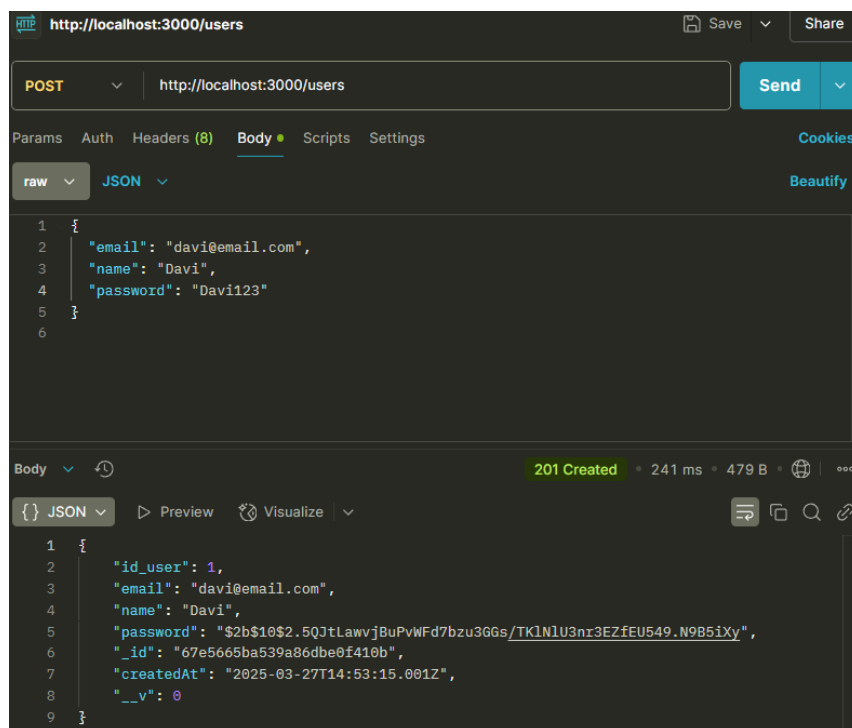 HTTP http://localhost:3000/users Save Share
POST http://localhost:3000/users Send
Params Auth Headers (8) Body Scripts Settings Cookies
raw JSON Beautify
1 {
2 "email": "davi@email.com",
3 "name": "Davi",
4 "password": "Davi123"
5 }
6
Body 201 Created • 241 ms • 479 B
{} JSON Preview Visualize
1 {
2 "id_user": 1,
3 "email": "davi@email.com",
4 "name": "Davi",
5 "password": "$2b$10$2.5QJtLawvjBuPvWFd7bzu3GGs/TKlNlU3nr3EZfEU549.N9B5iXy",
6 "_id": "67e5665ba539a86dbe0f410b",
7 "createdAt": "2025-03-27T14:53:15.001Z",
8 "__v": 0
9 }